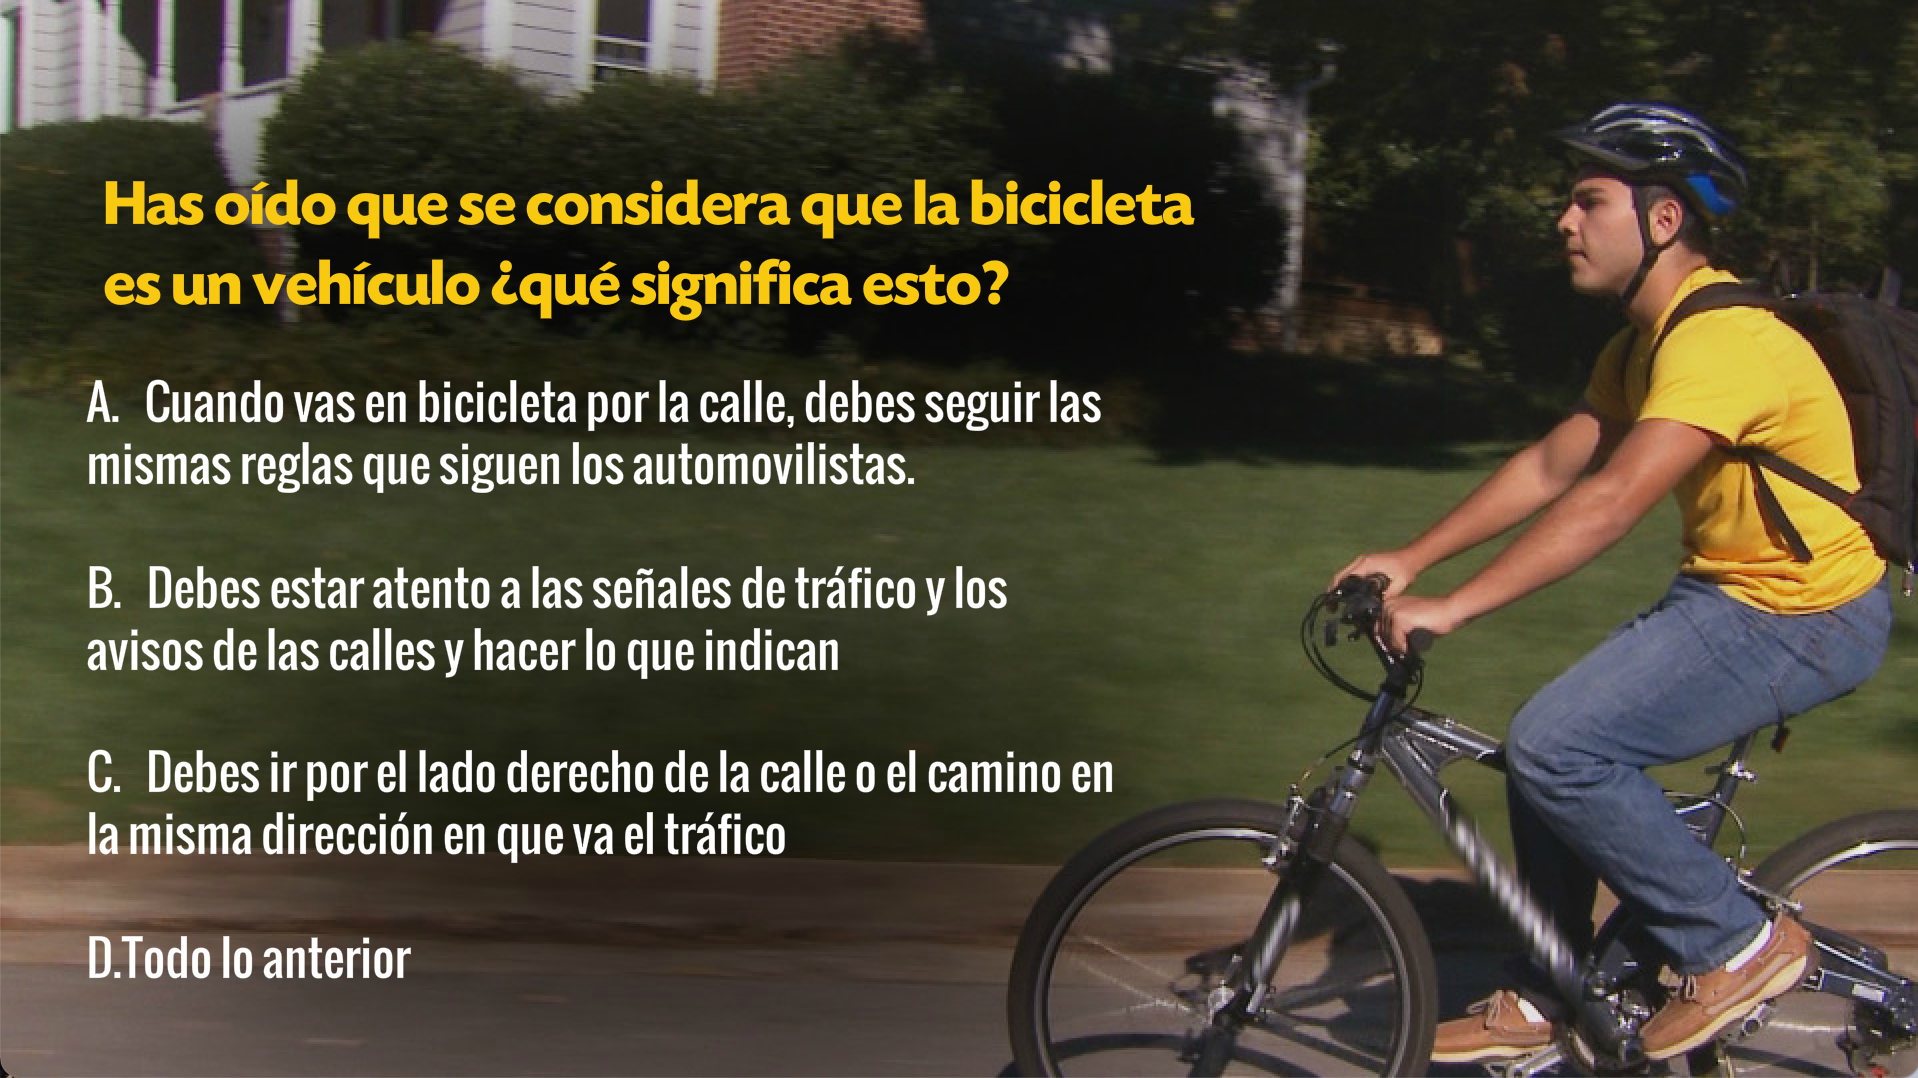 Has oído que se considera que la bicicleta
es un vehículo ¿qué significa esto?
A. Cuando vas en bicicleta por la calle, debes seguir las
mismas reglas que siguen los automovilistas.
B. Debes estar atento a las señales de tráfico y los
avisos de las calles y hacer lo que indican
C. Debes ir por el lado derecho de la calle o el camino en
la misma dirección en que va el tráfico
D.Todo lo anterior